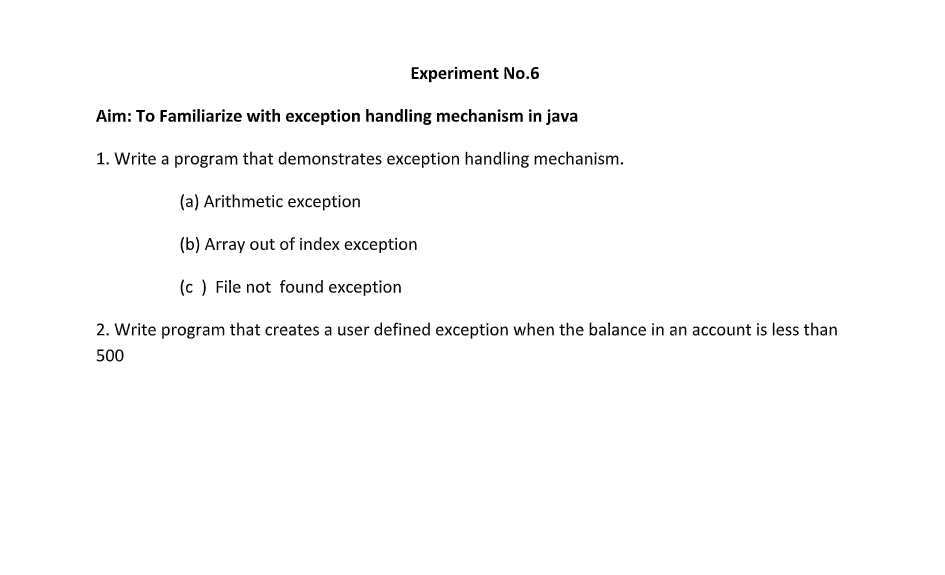 Experiment No.6
Aim: To Familiarize with exception handling mechanism in java
1. Write a program that demonstrates exception handling mechanism.
(a) Arithmetic exception
(b) Array out of index exception
(c ) File not found exception
2. Write program that creates a user defined exception when the balance in an account is less than
500